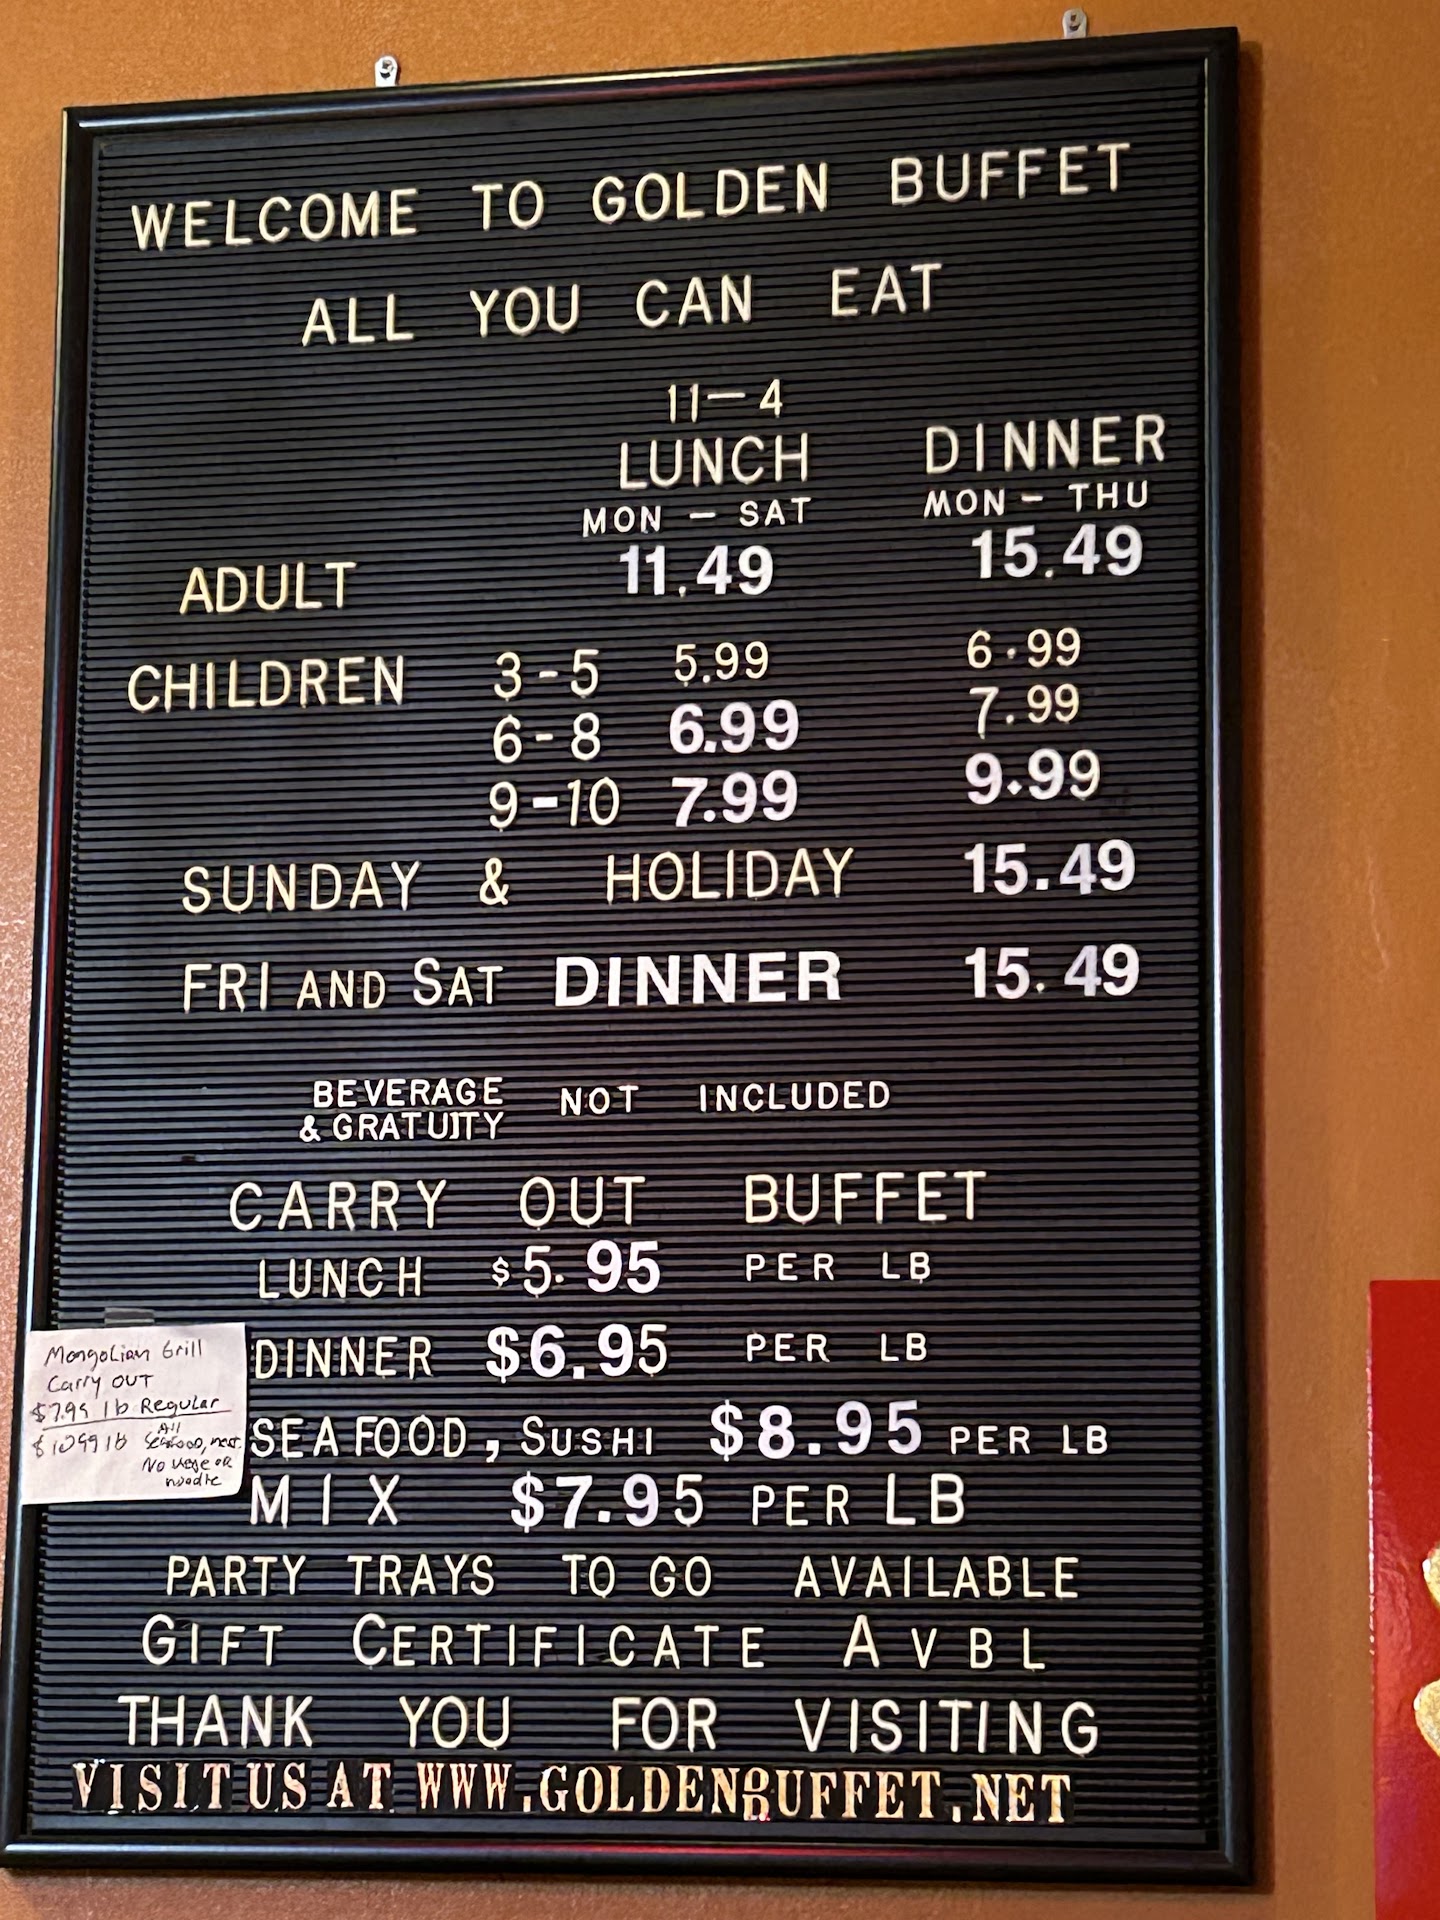 WELCOME TO GOLDEN BUFFET
ALL YOU CAN EAT
11-4
LUNCH DINNER
MON - SAT MON - THU
ADULT 11.49 15.49
CHILDREN 3-5 5.99 6.99
6-8 6.99 7.99
9-10 7.99 9.99
SUNDAY & HOLIDAY 15.49
FRI AND SAT DINNER 15.49
BEVERAGE NOT INCLUDED
& GRATUITY
CARRY OUT BUFFET
LUNCH $5.95 PER LB
DINNER $6.95 PER LB
SEAFOOD, SUSHI $8.95 PER LB
MIX $7.95 PER LB
Mongolian Grill
Carry OUT
$7.95 lb Regular
All
$1099 lb Seafood, meat.
No Vege OR
noodle
PARTY TRAYS TO GO AVAILABLE
GIFT CERTIFICATE AVBL
THANK YOU FOR VISITING
VISIT US AT WWW.GOLDENBUFFET.NET